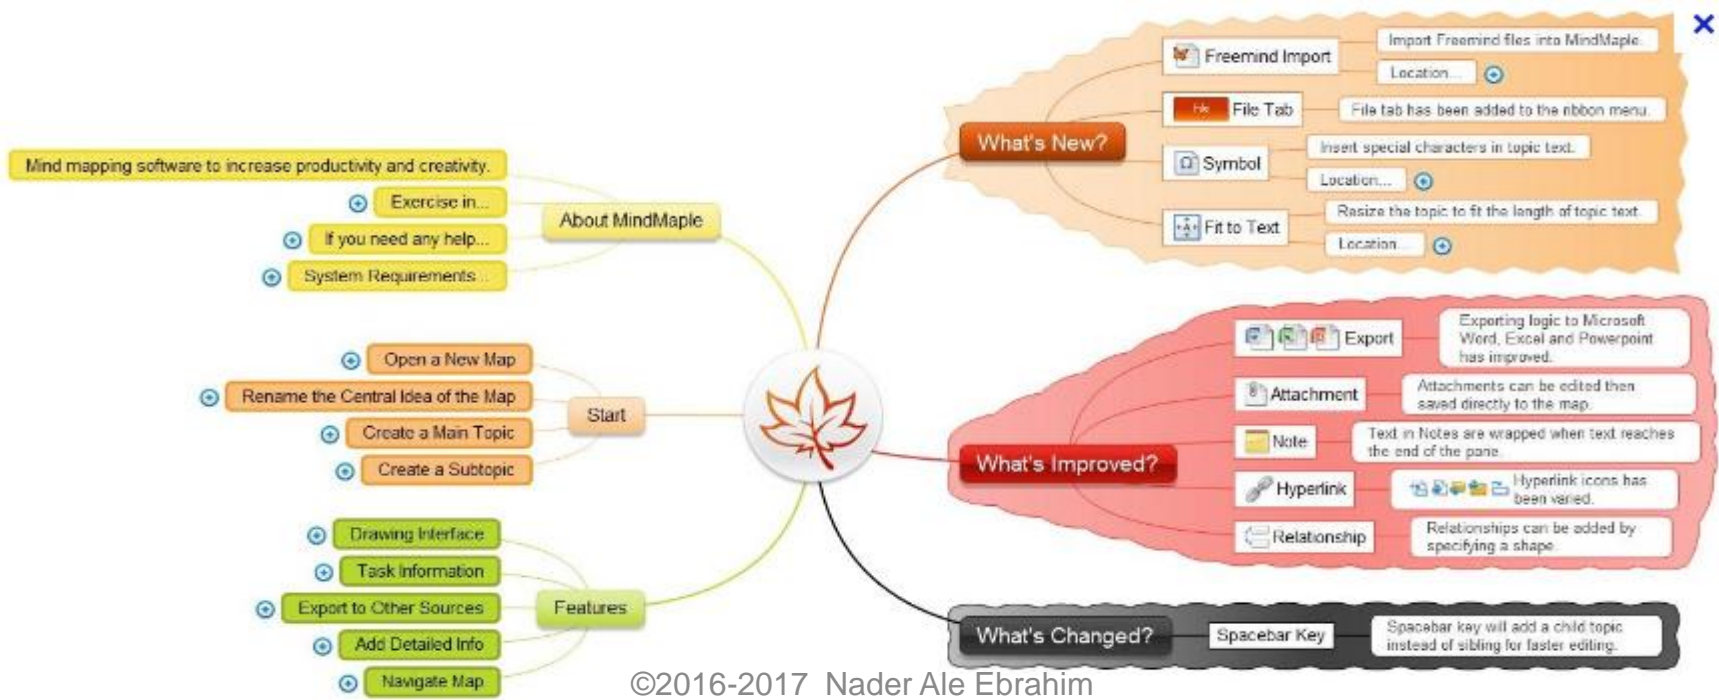 Mind mapping software to increase productivity and creativity.
Exercise in...
If you need any help...
System Requirements...
About MindMaple
Open a New Map
Rename the Central Idea of the Map
Create a Main Topic
Create a Subtopic
Start
Drawing Interface
Task Information
Export to Other Sources
Add Detailed Info
Navigate Map
Features
What's New?
Freemind Import
Import Freemind files into MindMaple.
Location...
File
File Tab
File tab has been added to the ribbon menu.
Ω
Symbol
Insert special characters in topic text.
Location...
A
Fit to Text
Resize the topic to fit the length of topic text.
Location...
What's Improved?
Export
Exporting logic to Microsoft
Word, Excel and Powerpoint
has improved.
Attachment
Attachments can be edited then
saved directly to the map.
Note
Text in Notes are wrapped when text reaches
the end of the pane.
Hyperlink
Hyperlink icons has
been varied.
Relationship
Relationships can be added by
specifying a shape.
What's Changed?
Spacebar Key
Spacebar key will add a child topic
instead of sibling for faster editing.
©2016-2017 Nader Ale Ebrahim